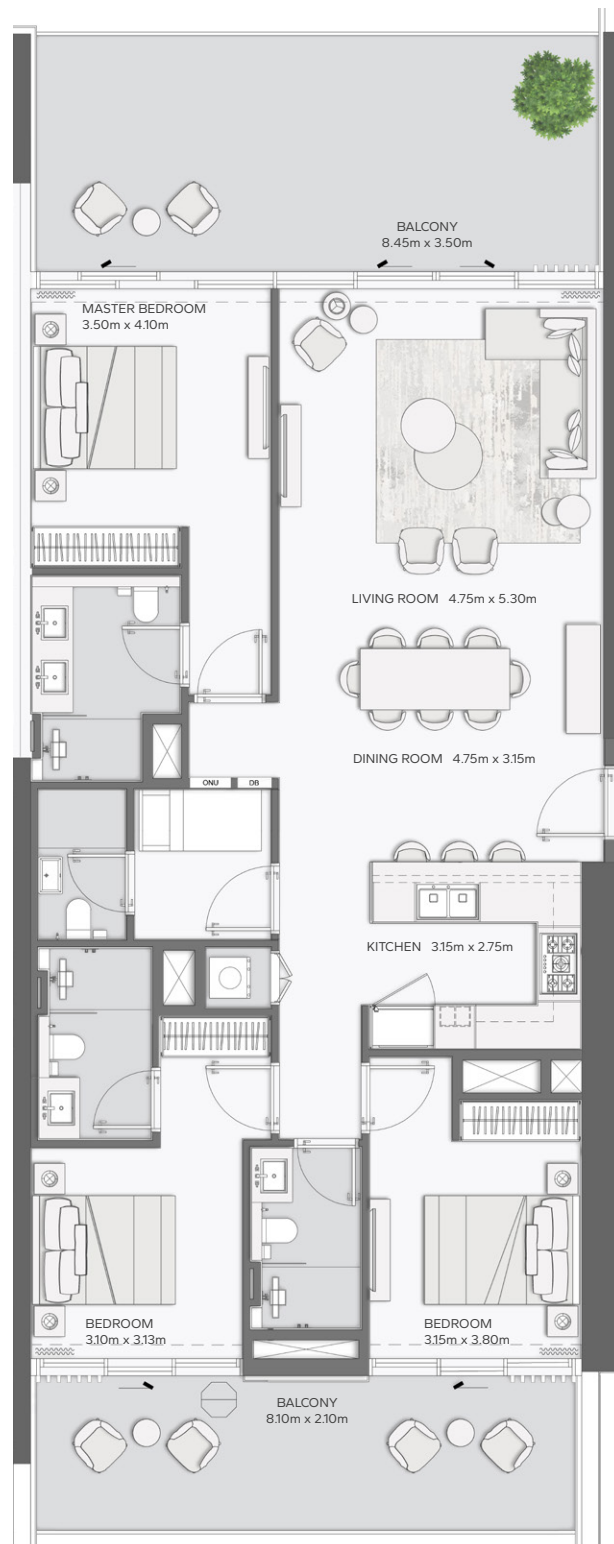 BALCONY
8.45m x 3.50m
MASTER BEDROOM
3.50m x 4.10m
LIVING ROOM 4.75m x 5.30m
DINING ROOM 4.75m x 3.15m
ONU DB
KITCHEN 3.15m x 2.75m
BEDROOM
3.10m x 3.13m
BEDROOM
3.15m x 3.80m
BALCONY
8.10m x 2.10m